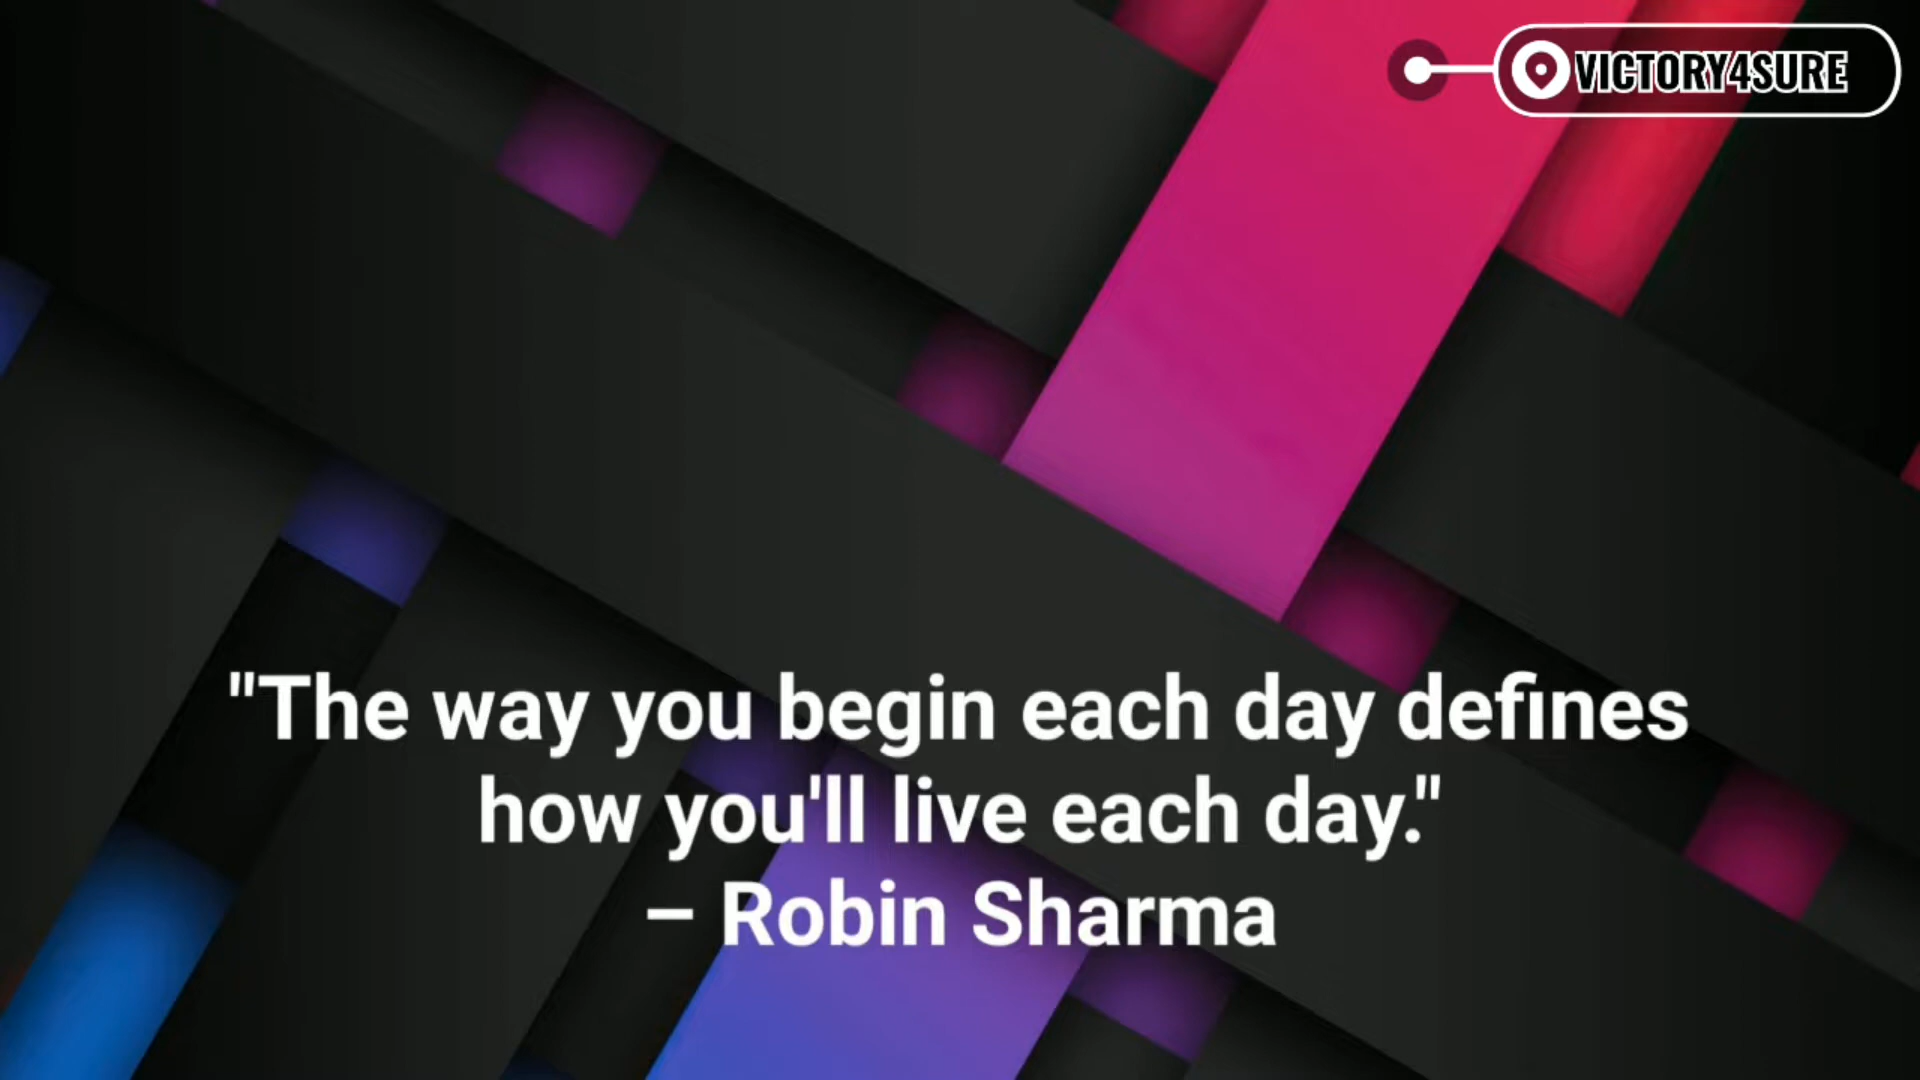 VICTORY4SURE
"The way you begin each day defines
how you'll live each day."
– Robin Sharma